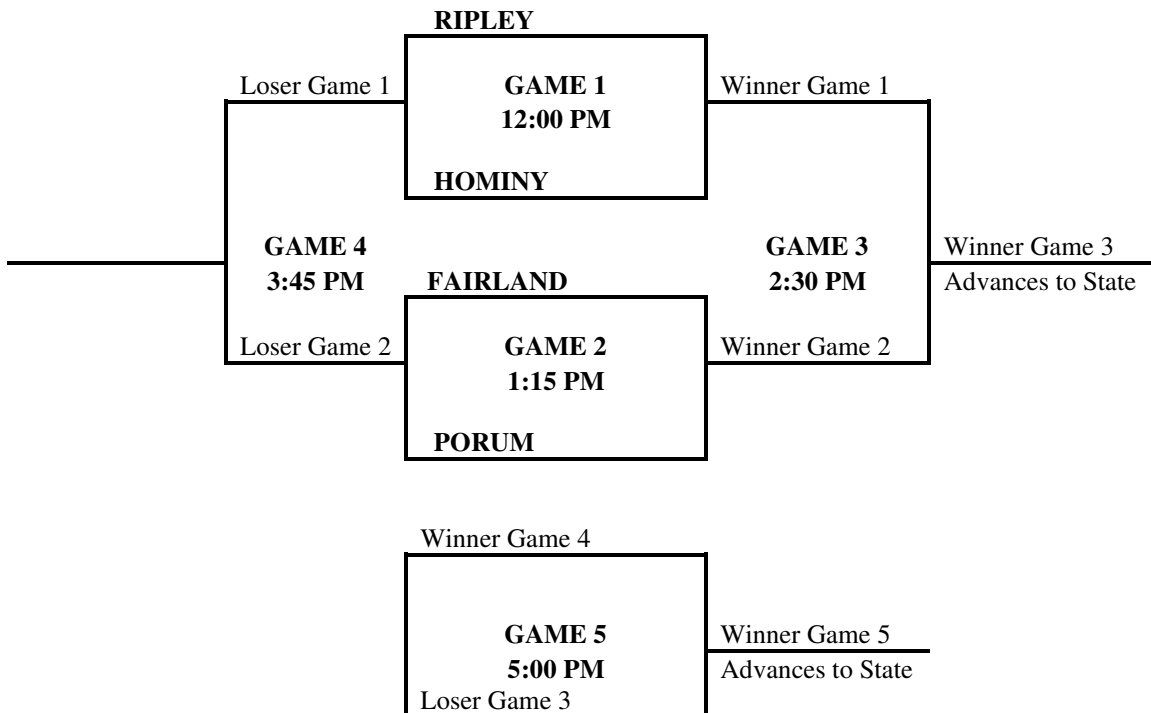 RIPLEY
Loser Game 1
GAME 1
Winner Game 1
12:00 PM
HOMINY
GAME 4
GAME 3
Winner Game 3
3:45 PM
FAIRLAND
2:30 PM
Advances to State
Loser Game 2
GAME 2
Winner Game 2
1:15 PM
PORUM
Winner Game 4
GAME 5
Winner Game 5
5:00 PM
Advances to State
Loser Game 3